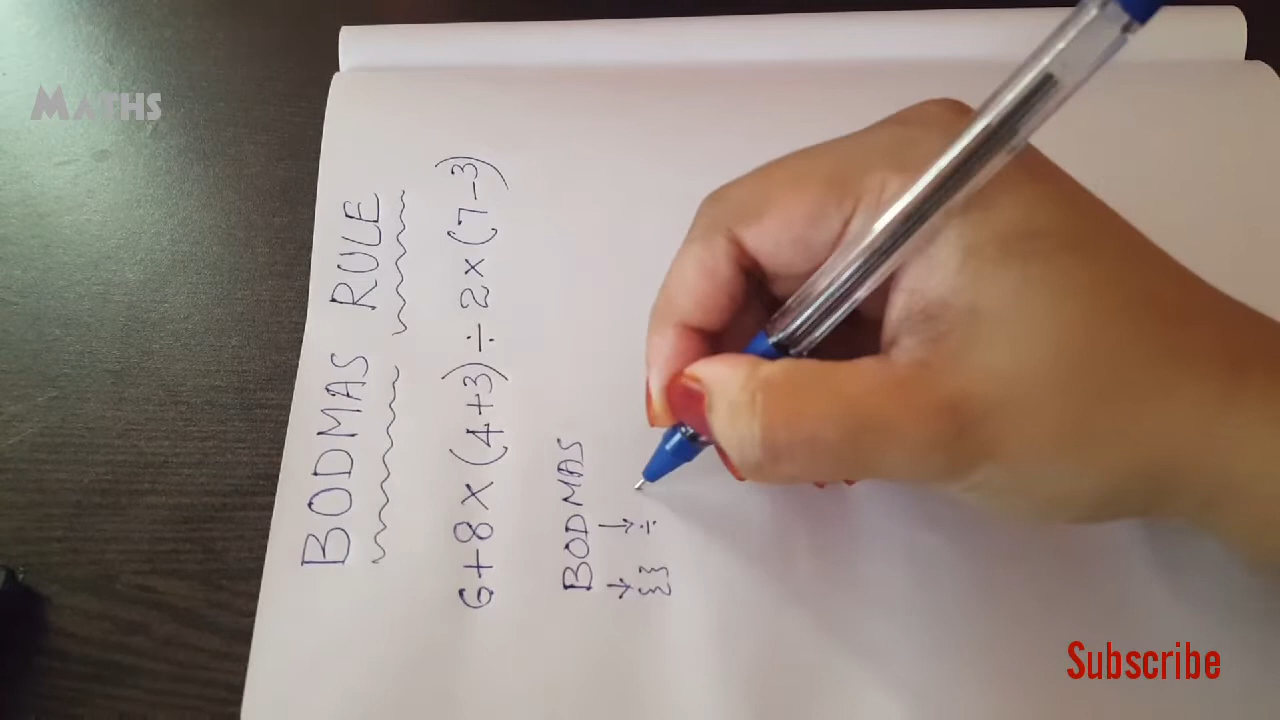 MATHS
BODMAS RULE
6+8×(4+3)÷2×(7-3)
BODMAS
↓ ↓
{} ÷
Subscribe